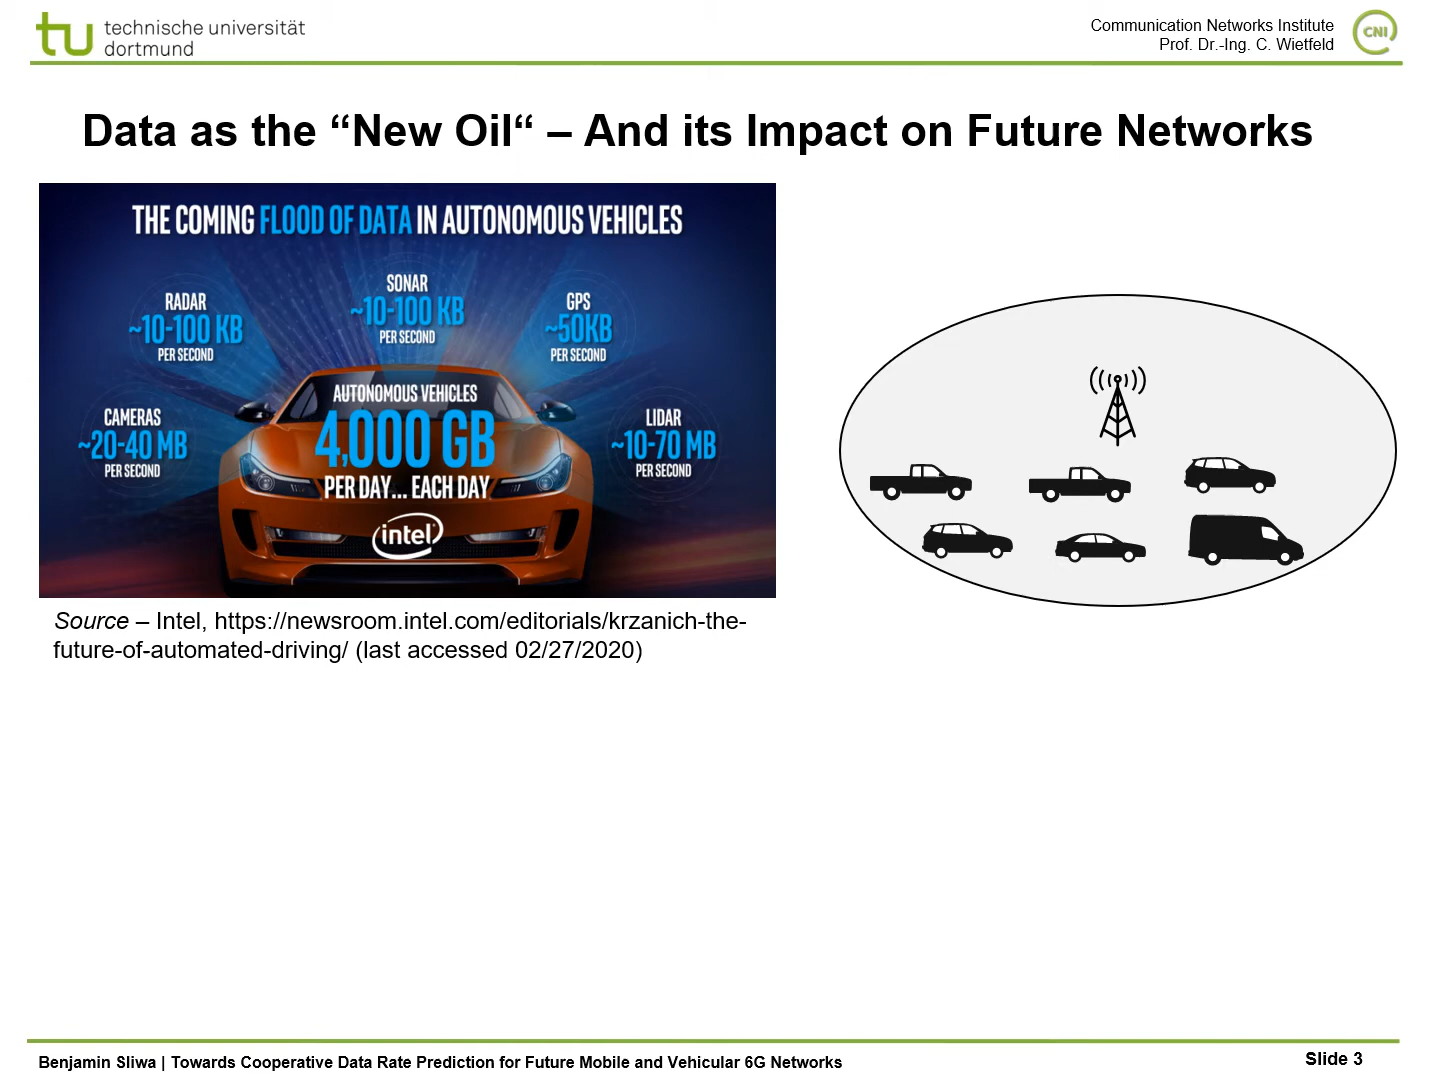 technische universität
dortmund
Communication Networks Institute
Prof. Dr.-Ing. C. Wietfeld
CNI
Data as the “New Oil“ – And its Impact on Future Networks
THE COMING FLOOD OF DATA IN AUTONOMOUS VEHICLES
RADAR
~10-100 KB
PER SECOND
SONAR
~10-100 KB
PER SECOND
GPS
~50KB
PER SECOND
CAMERAS
~20-40 MB
PER SECOND
AUTONOMOUS VEHICLES
4,000 GB
PER DAY... EACH DAY
LIDAR
~10-70 MB
PER SECOND
intel
Source – Intel, https://newsroom.intel.com/editorials/krzanich-the-
future-of-automated-driving/ (last accessed 02/27/2020)
Benjamin Sliwa | Towards Cooperative Data Rate Prediction for Future Mobile and Vehicular 6G Networks
Slide 3